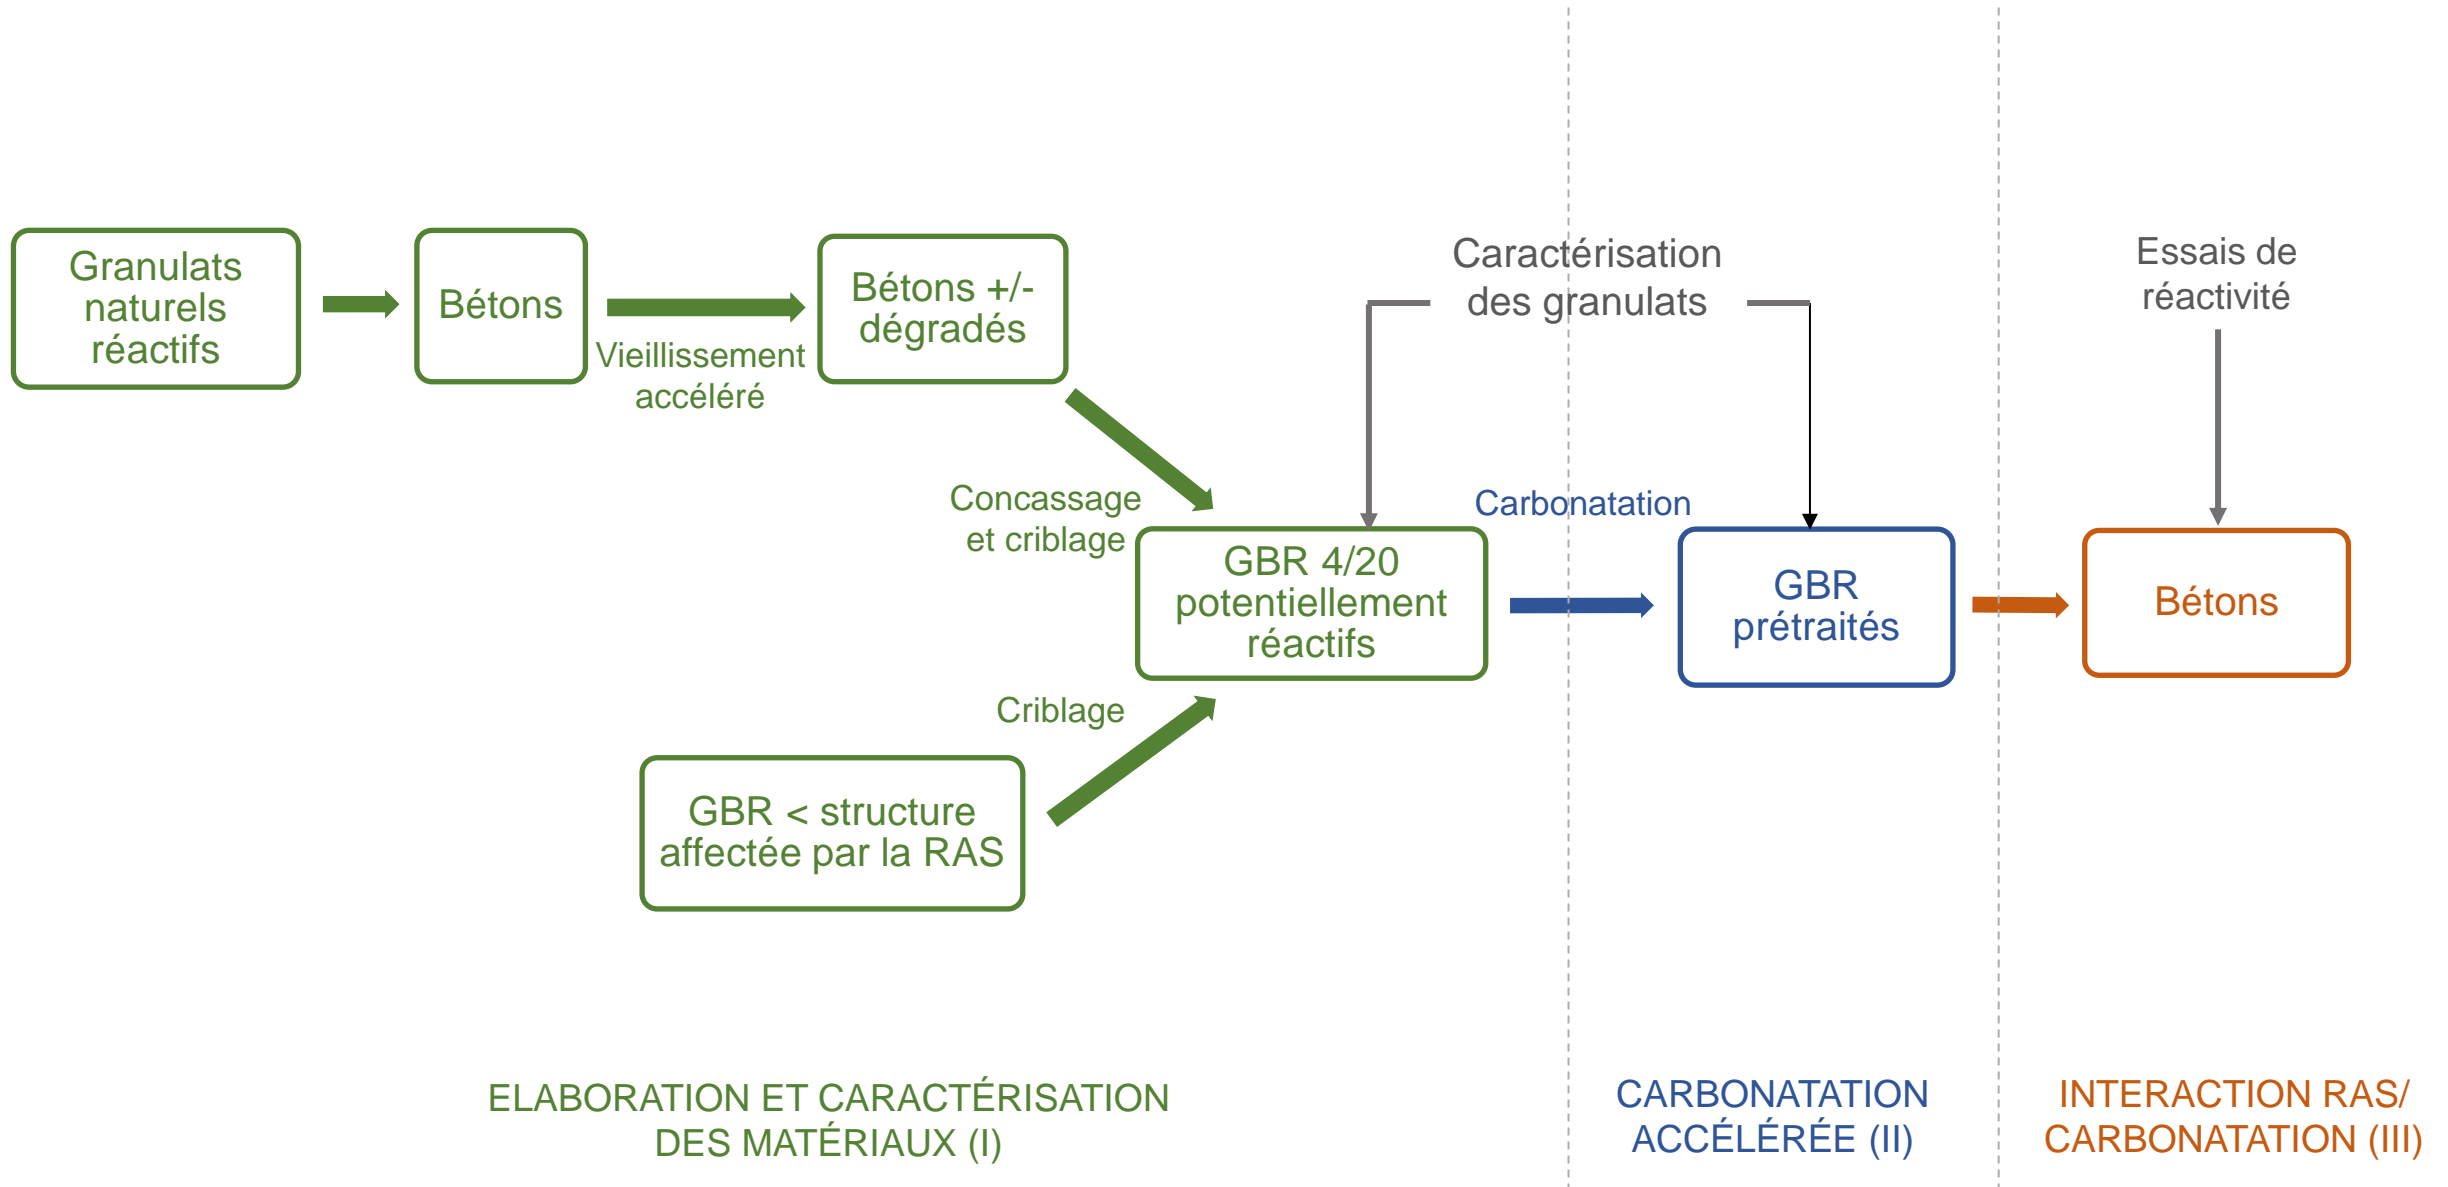 Granulats
naturels
réactifs
Bétons
Vieillissement
accéléré
Bétons +/-
dégradés
Concassage
et criblage
Caractérisation
des granulats
Essais de
réactivité
GBR 4/20
potentiellement
réactifs
Carbonatation
GBR
prétraités
Bétons
Criblage
GBR < structure
affectée par la RAS
ELABORATION ET CARACTÉRISATION
DES MATÉRIAUX (I)
CARBONATATION
ACCÉLÉRÉE (II)
INTERACTION RAS/
CARBONATATION (III)